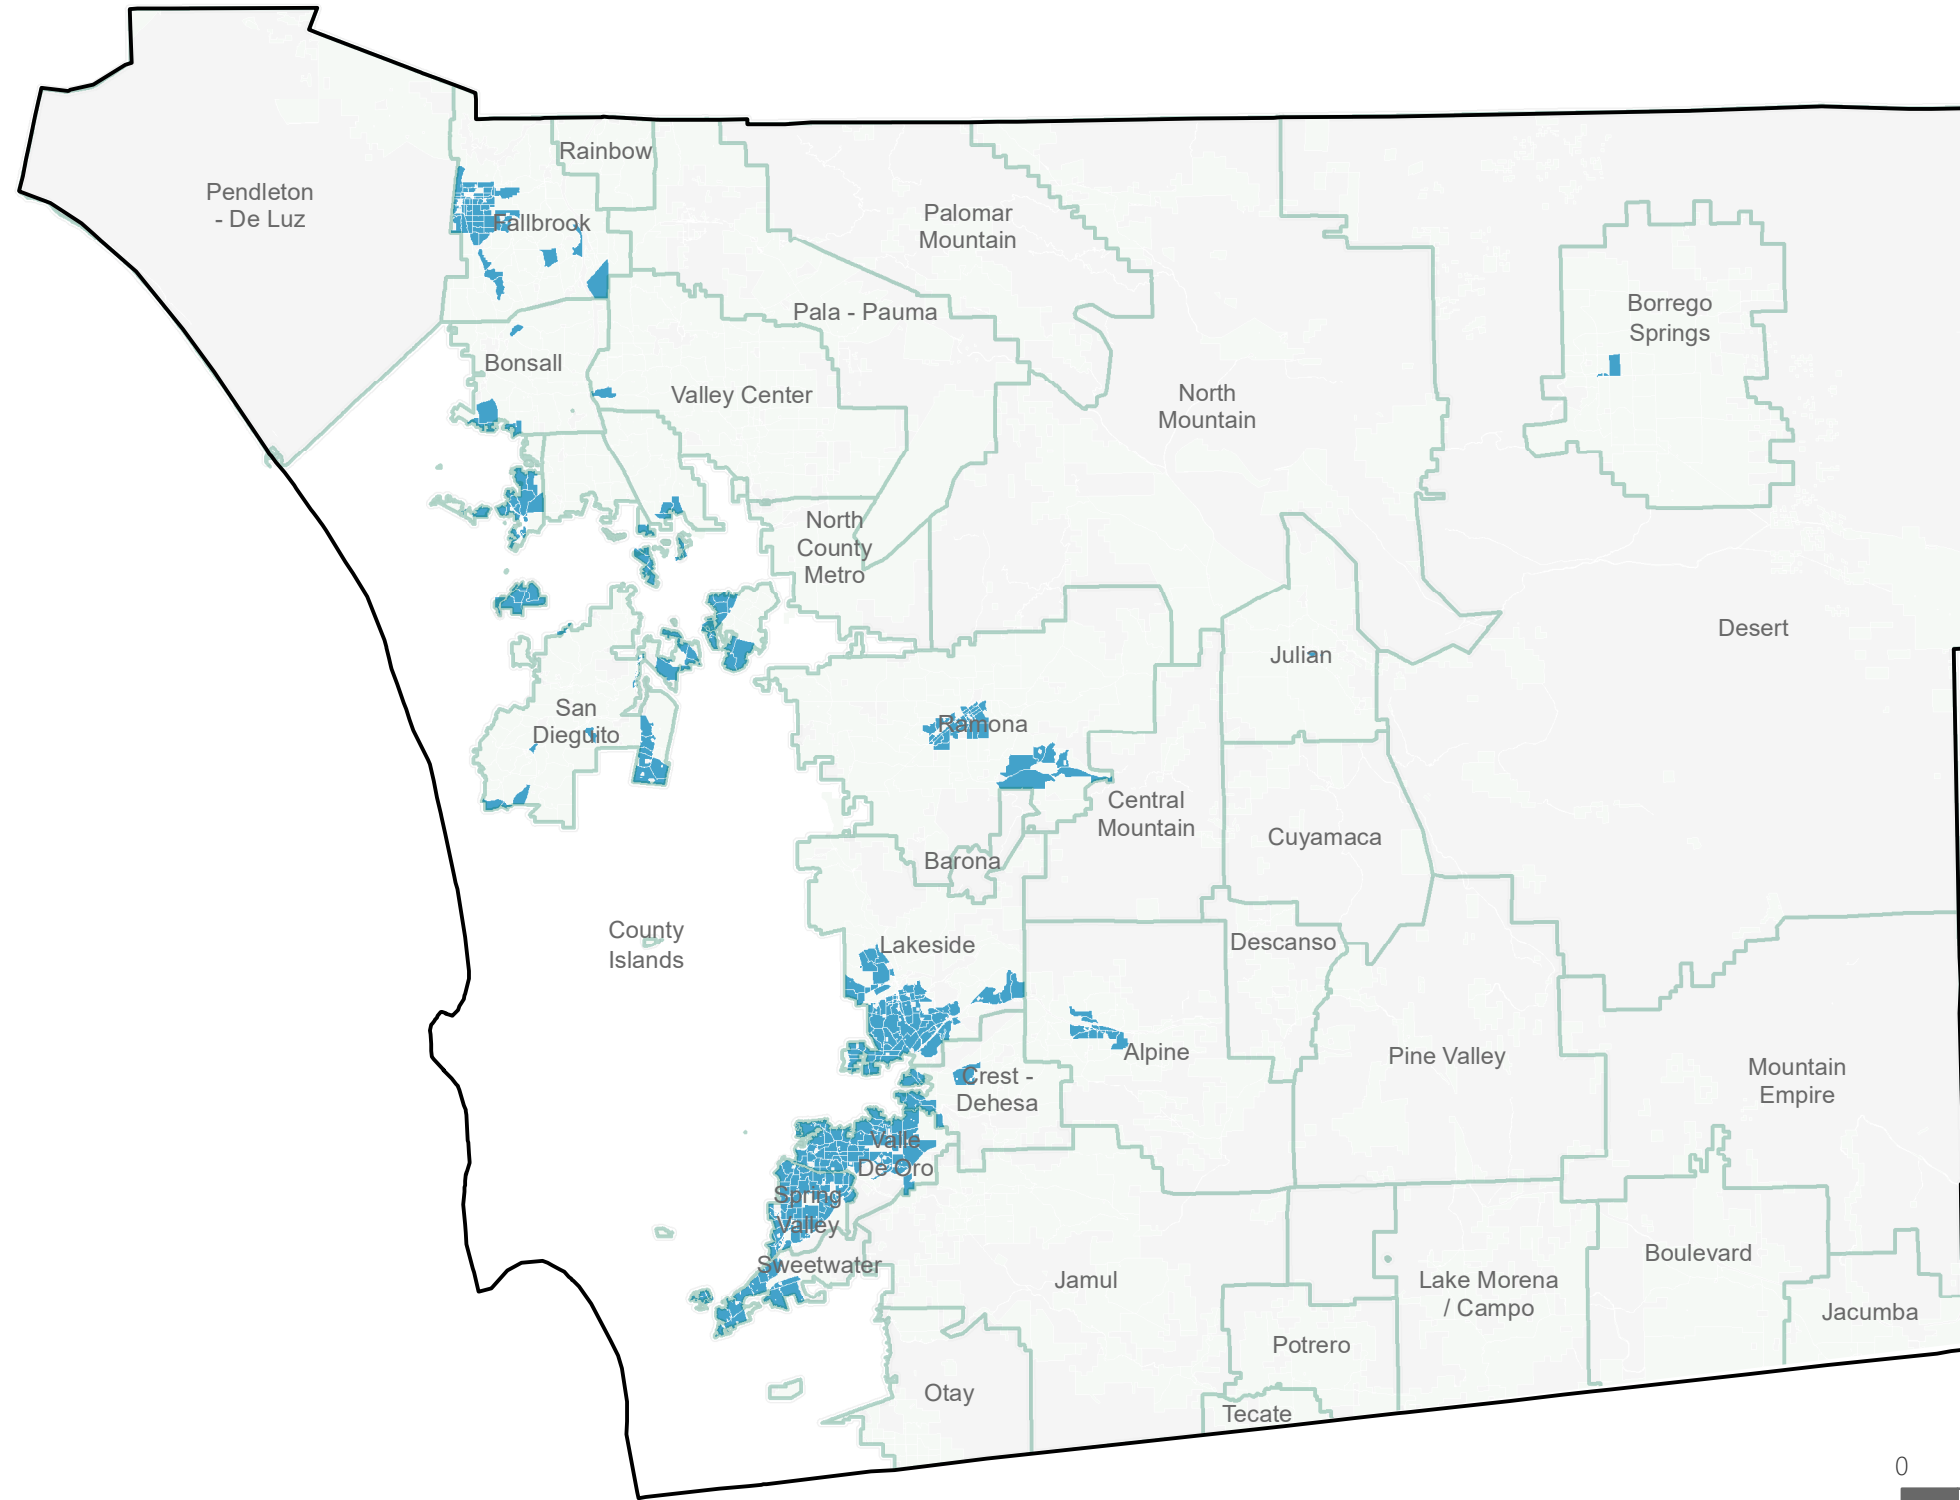 Rainbow
Pendleton
- De Luz
Fallbrook
Palomar
Mountain
Borrego
Springs
Pala - Pauma
Bonsall
Valley Center
North
Mountain
North
County
Metro
Desert
Julian
San
Dieguito
Ramona
Central
Mountain
Cuyamaca
Barona
County
Islands
Lakeside
Descanso
Alpine
Pine Valley
Crest -
Dehesa
Mountain
Empire
Valle
De Oro
Spring
Valley
Sweetwater
Jamul
Lake Morena
/ Campo
Boulevard
Jacumba
Potrero
Otay
Tecate
0